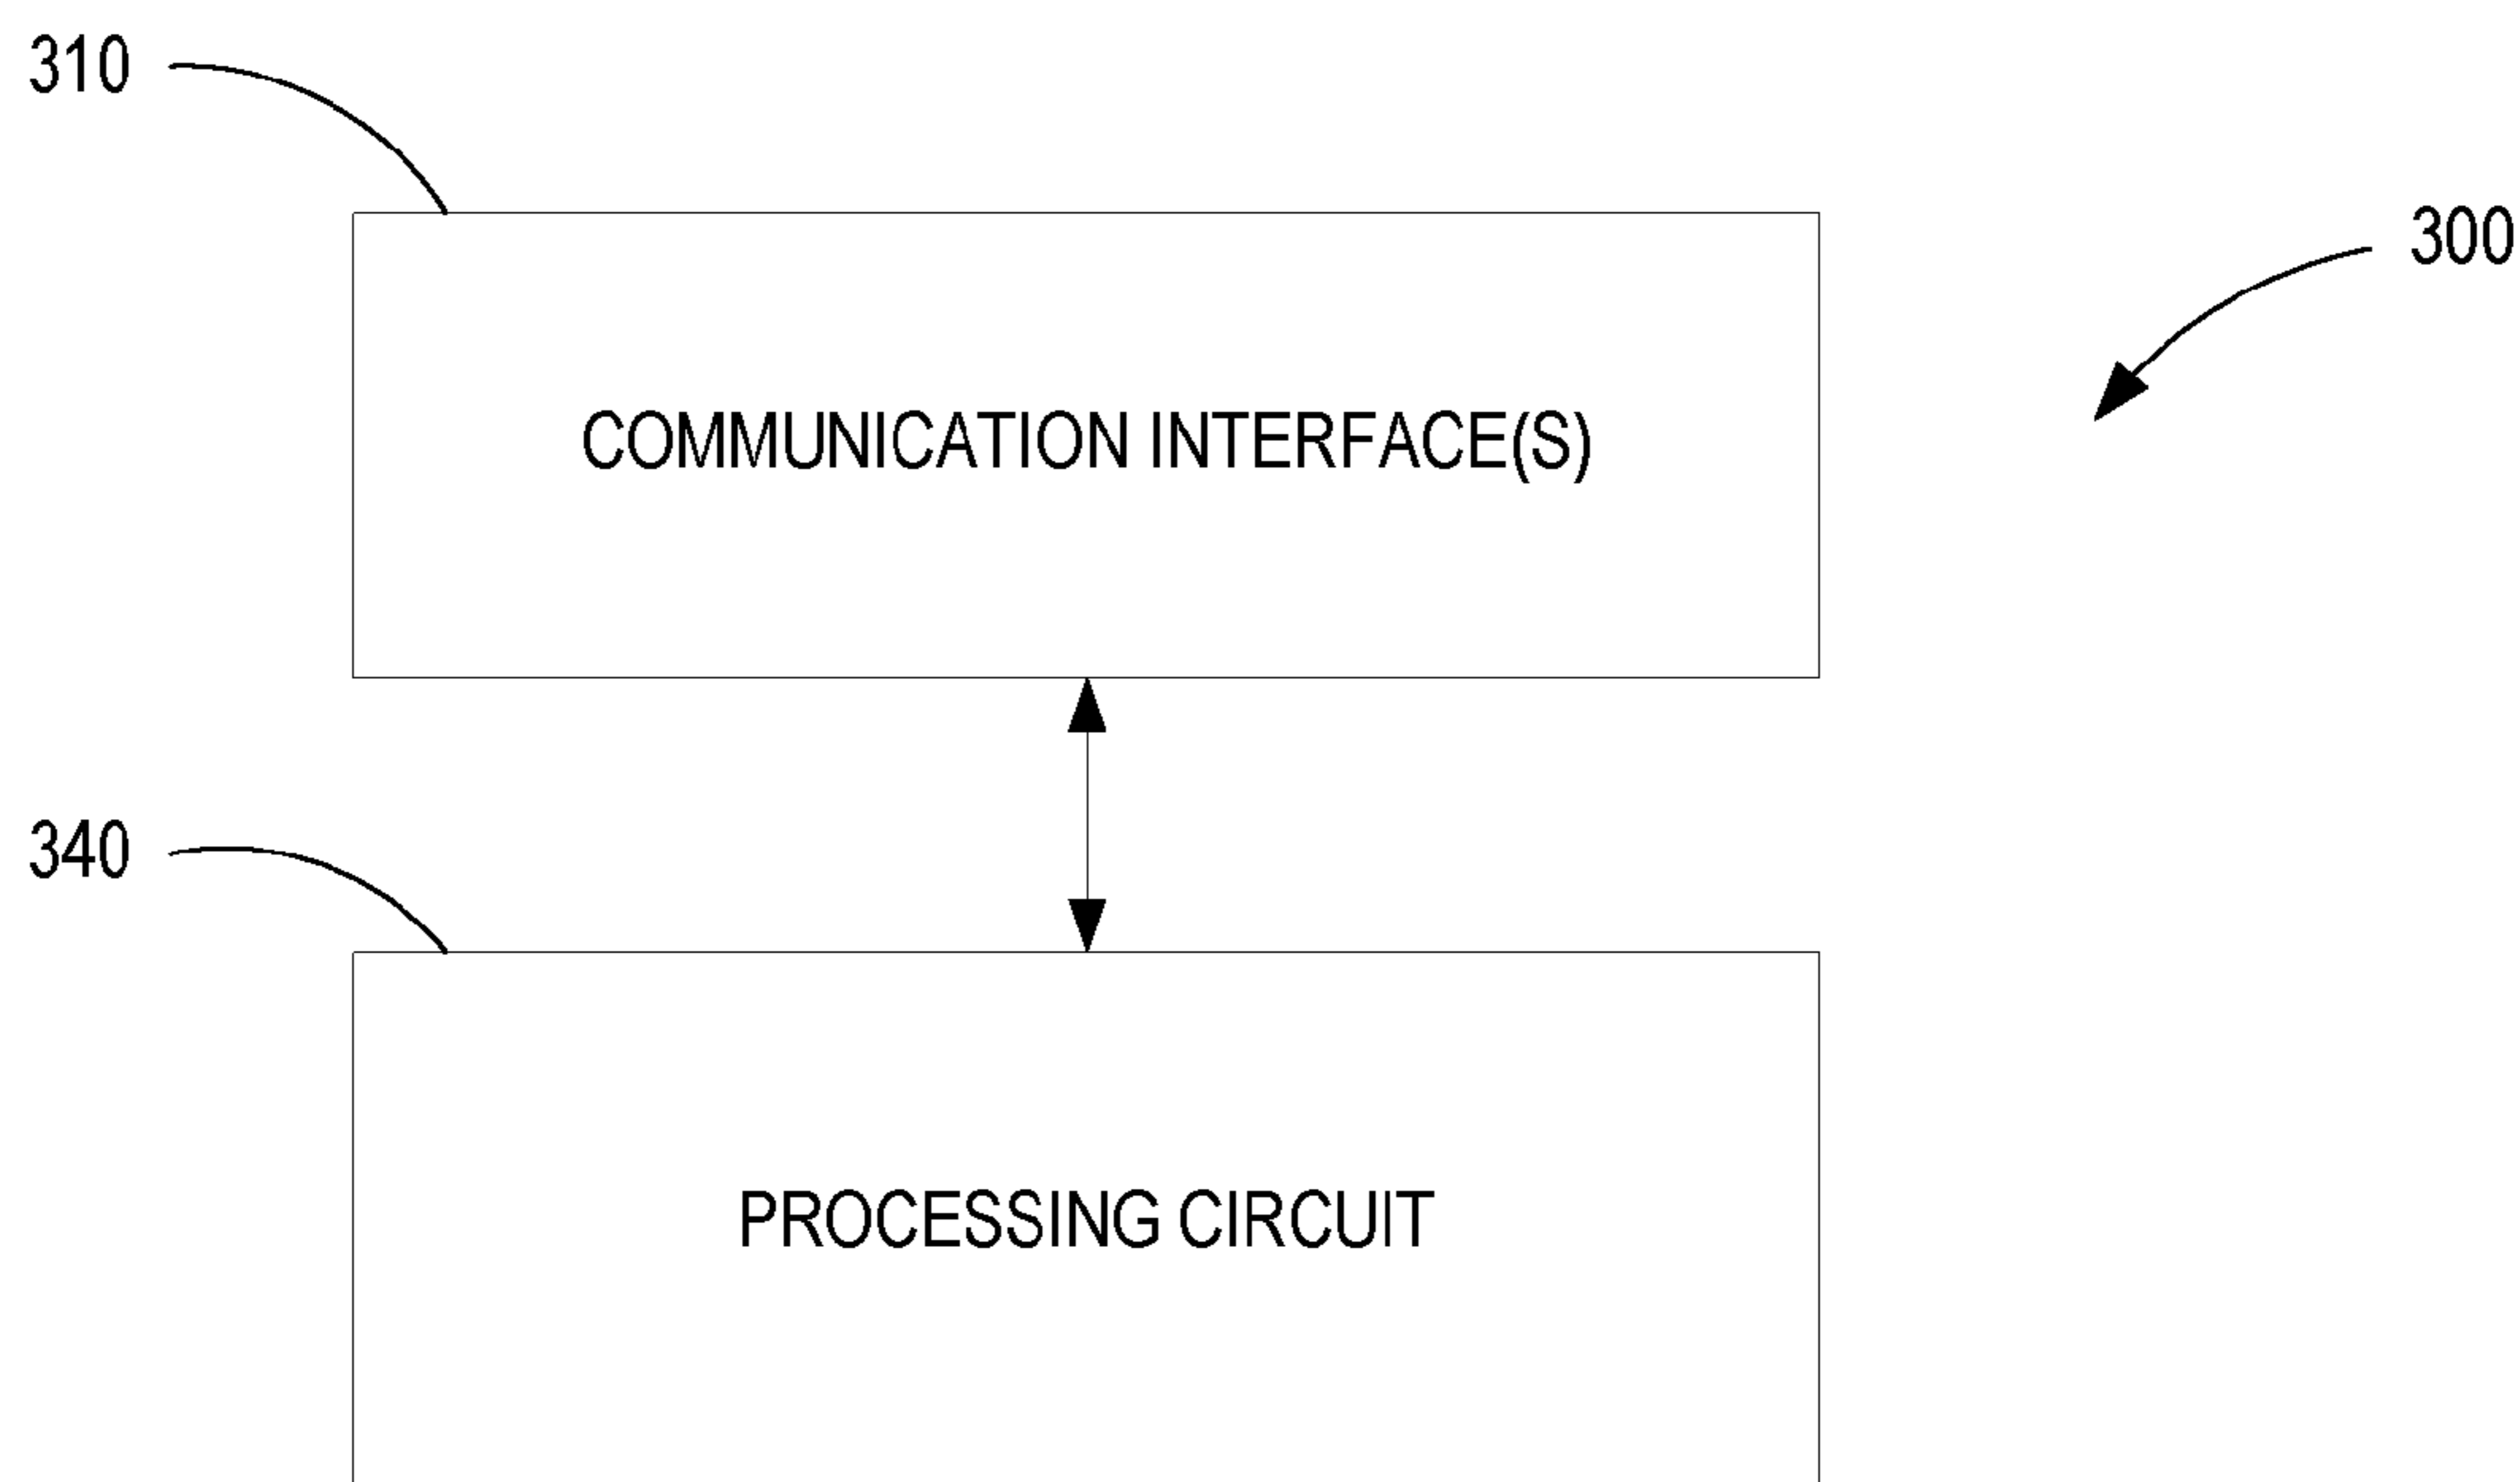 310
300
COMMUNICATION INTERFACE(S)
340
PROCESSING CIRCUIT